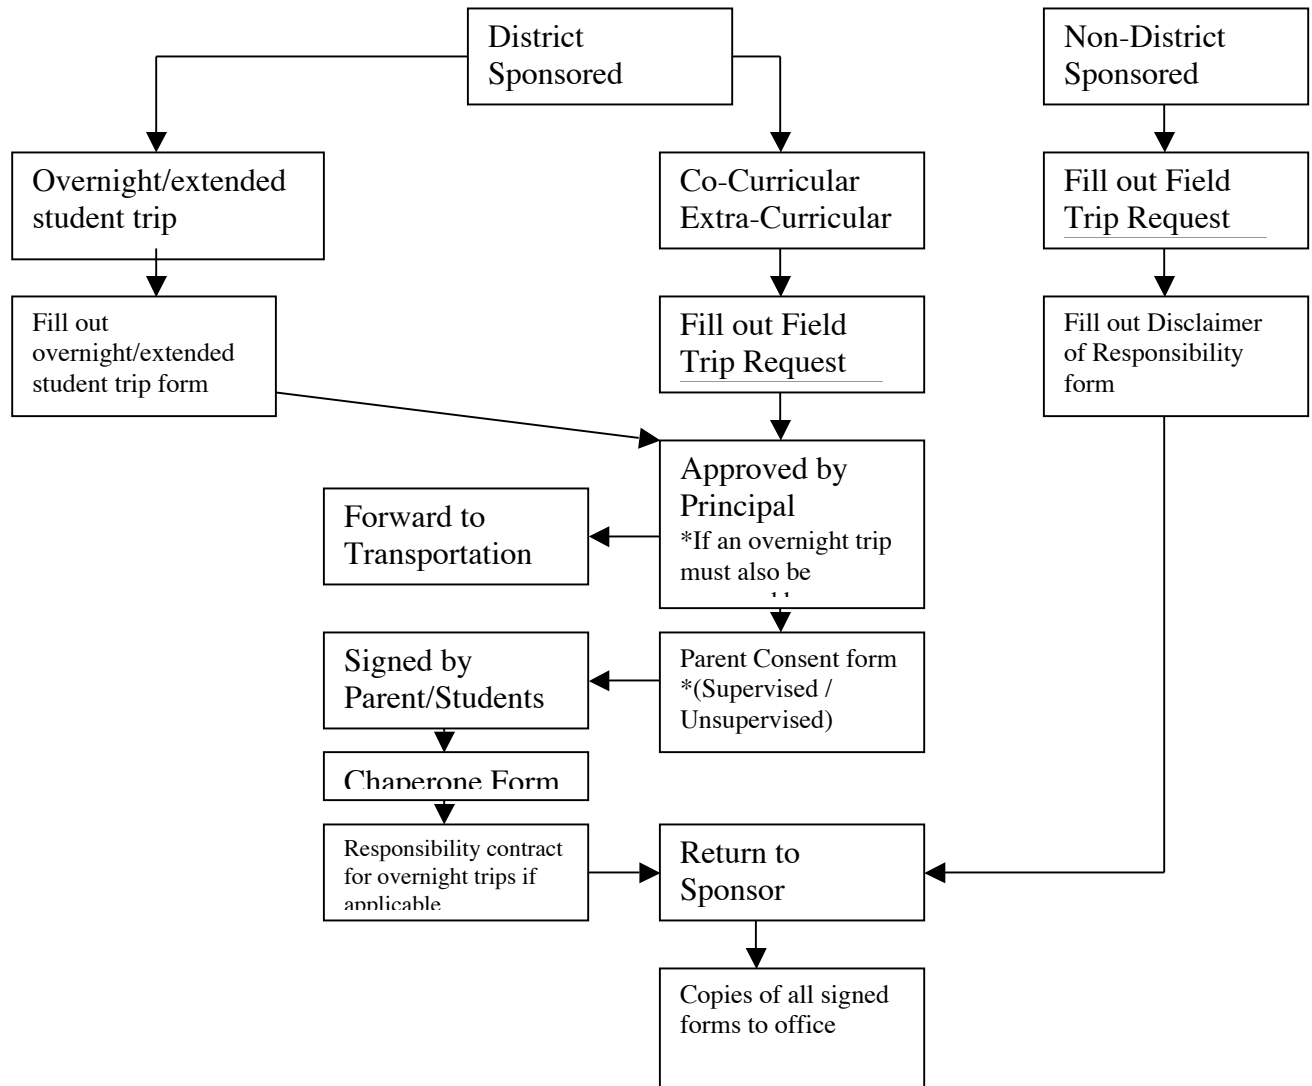 District
Sponsored
Non-District
Sponsored
Overnight/extended
student trip
Co-Curricular
Extra-Curricular
Fill out Field
Trip Request
Fill out
overnight/extended
student trip form
Fill out Field
Trip Request
Fill out Disclaimer
of Responsibility
form
Approved by
Principal
*If an overnight trip
must also be
Forward to
Transportation
Signed by
Parent/Students
Parent Consent form
*(Supervised /
Unsupervised)
Chaperone Form
Responsibility contract
for overnight trips if
applicable
Return to
Sponsor
Copies of all signed
forms to office